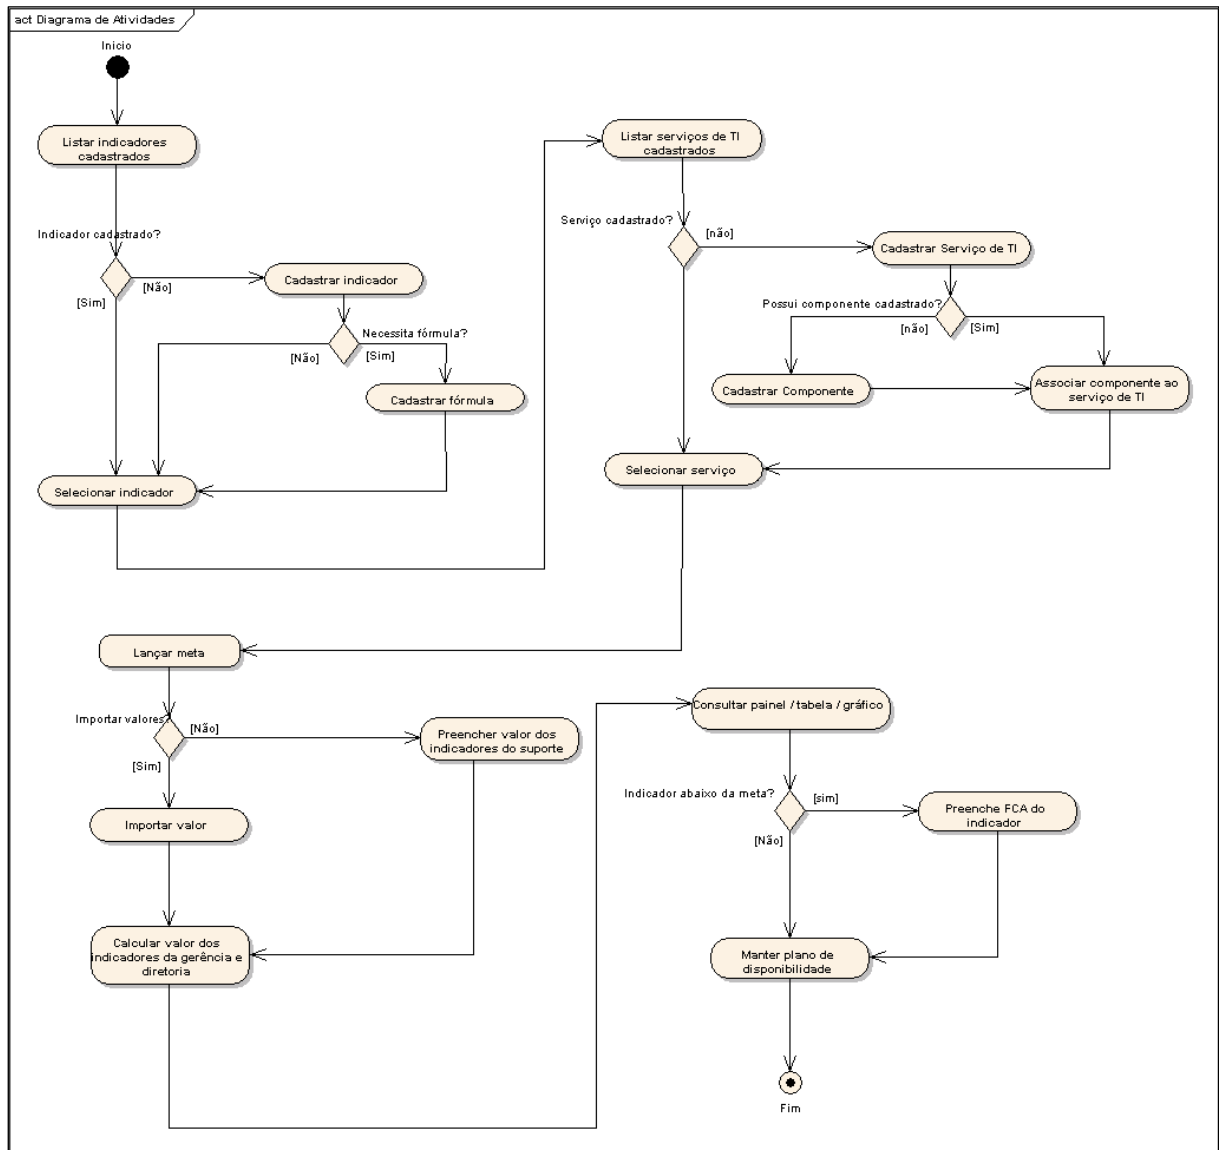 act Diagrama de Atividades
Inicio
Listar indicadores
cadastrados
Indicador cadastrado?
[Sim]
[Não]
Cadastrar indicador
Necessita fórmula?
[Não]
[Sim]
Cadastrar fórmula
Selecionar indicador
Listar serviços de TI
cadastrados
Serviço cadastrado?
[não]
Cadastrar Serviço de TI
Possui componente cadastrado?
[não]
[Sim]
Cadastrar Componente
Associar componente ao
serviço de TI
Selecionar serviço
Lançar meta
Importar valores?
[Não]
[Sim]
Preencher valor dos
indicadores do suporte
Importar valor
Calcular valor dos
indicadores da gerência e
diretoria
Consultar painel / tabela / gráfico
Indicador abaixo da meta?
[sim]
[Não]
Preenche FCA do
indicador
Manter plano de
disponibilidade
Fim